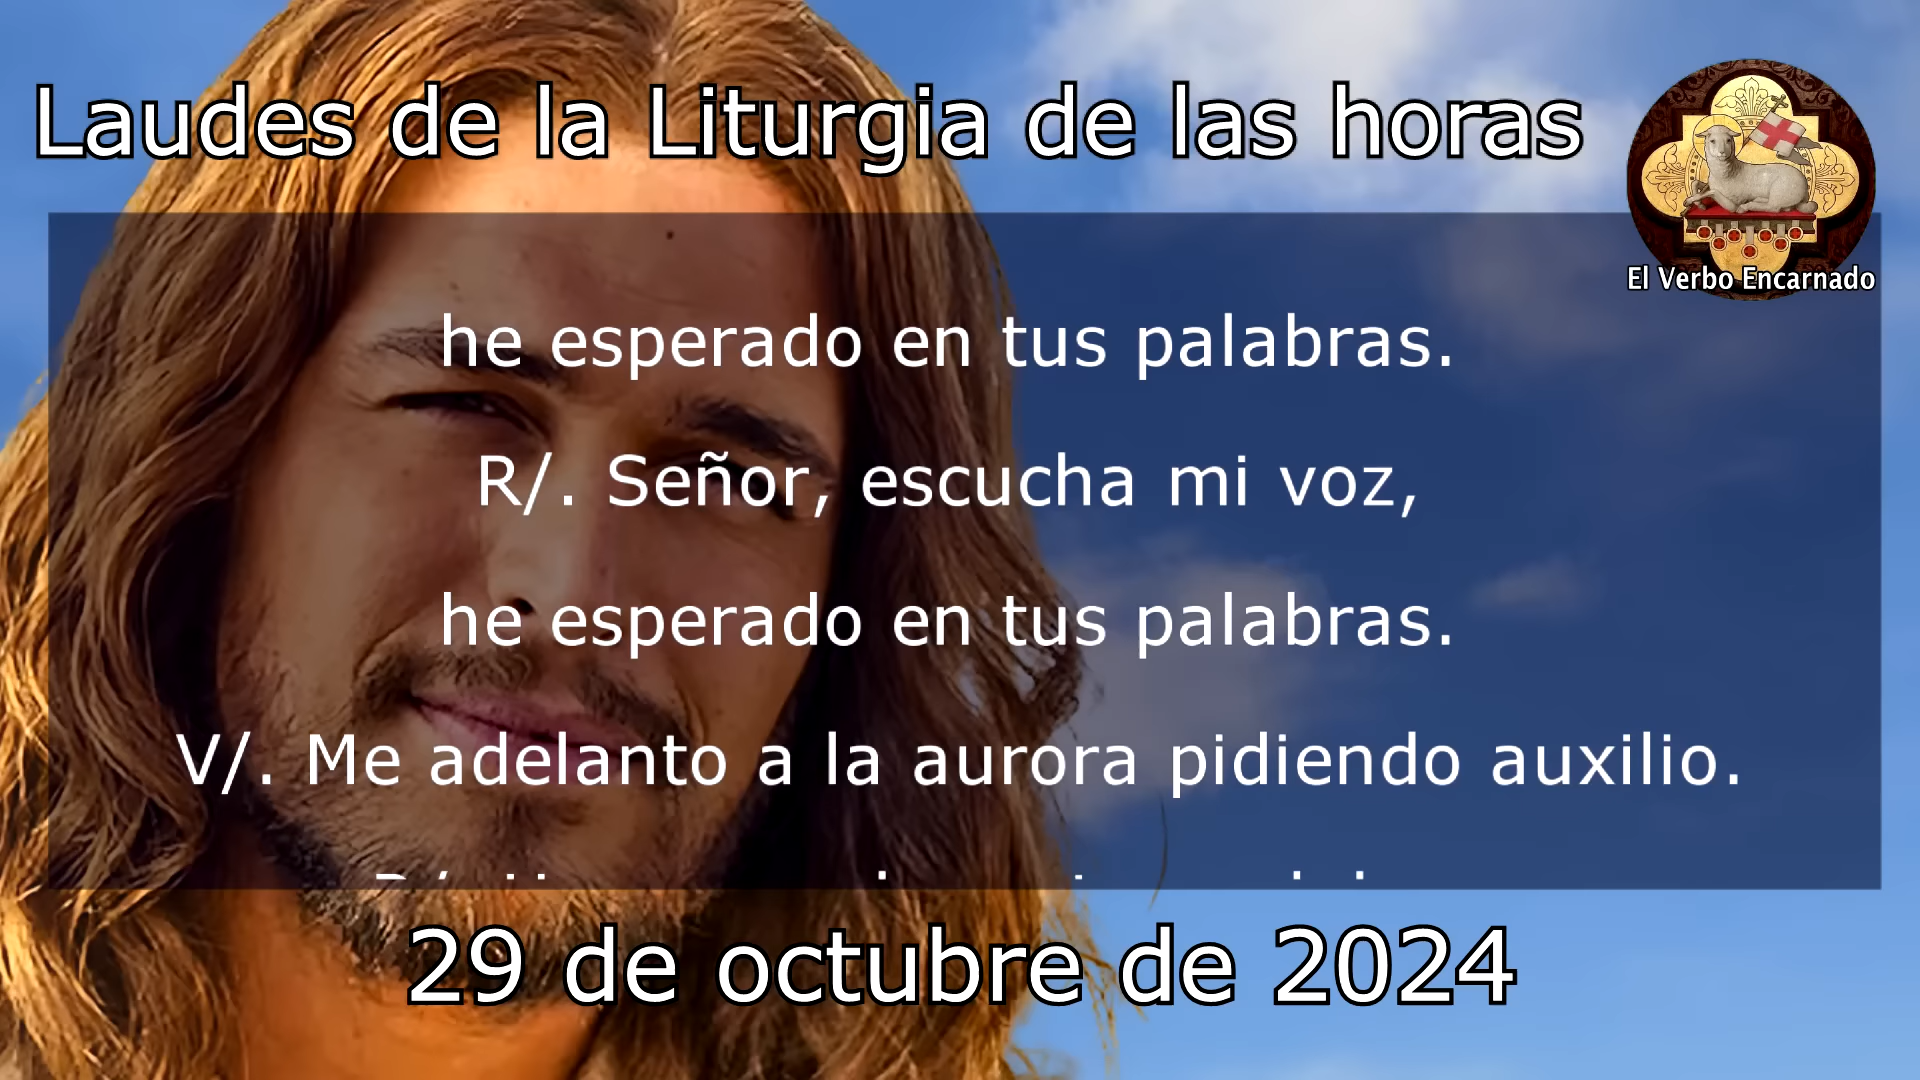 Laudes de la Liturgia de las horas
El Verbo Encarnado
he esperado en tus palabras.
R/. Señor, escucha mi voz,
he esperado en tus palabras.
V/. Me adelanto a la aurora pidiendo auxilio.
29 de octubre de 2024